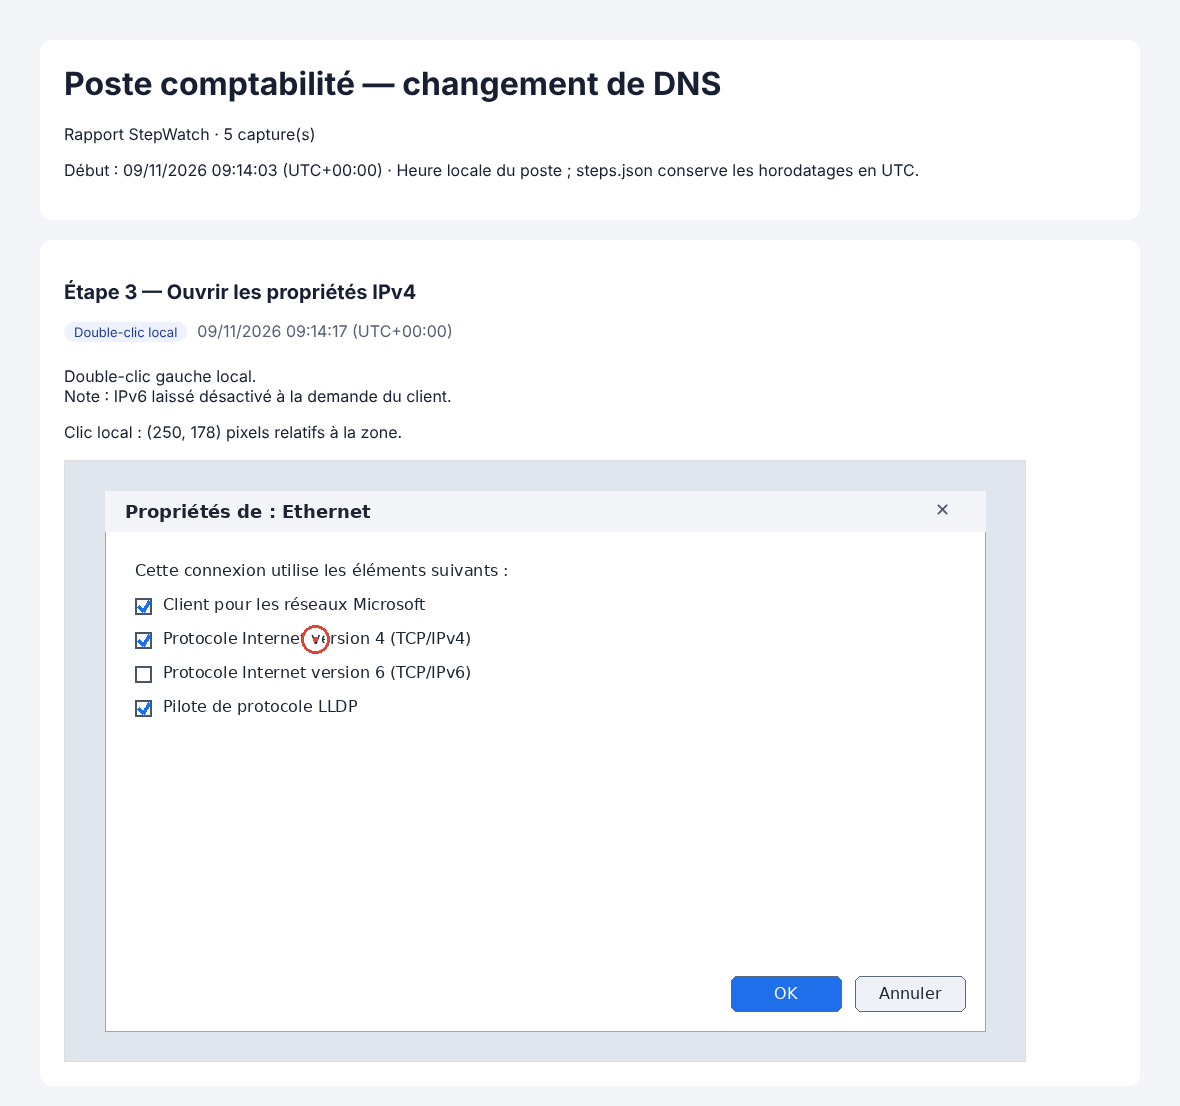 Poste comptabilité — changement de DNS
Rapport StepWatch · 5 capture(s)
Début : 09/11/2026 09:14:03 (UTC+00:00) · Heure locale du poste ; steps.json conserve les horodatages en UTC.
Étape 3 — Ouvrir les propriétés IPv4
Double-clic local 09/11/2026 09:14:17 (UTC+00:00)
Double-clic gauche local.
Note : IPv6 laissé désactivé à la demande du client.
Clic local : (250, 178) pixels relatifs à la zone.
Propriétés de : Ethernet ✕
Cette connexion utilise les éléments suivants :
Client pour les réseaux Microsoft
Protocole Internet version 4 (TCP/IPv4)
Protocole Internet version 6 (TCP/IPv6)
Pilote de protocole LLDP
OK Annuler